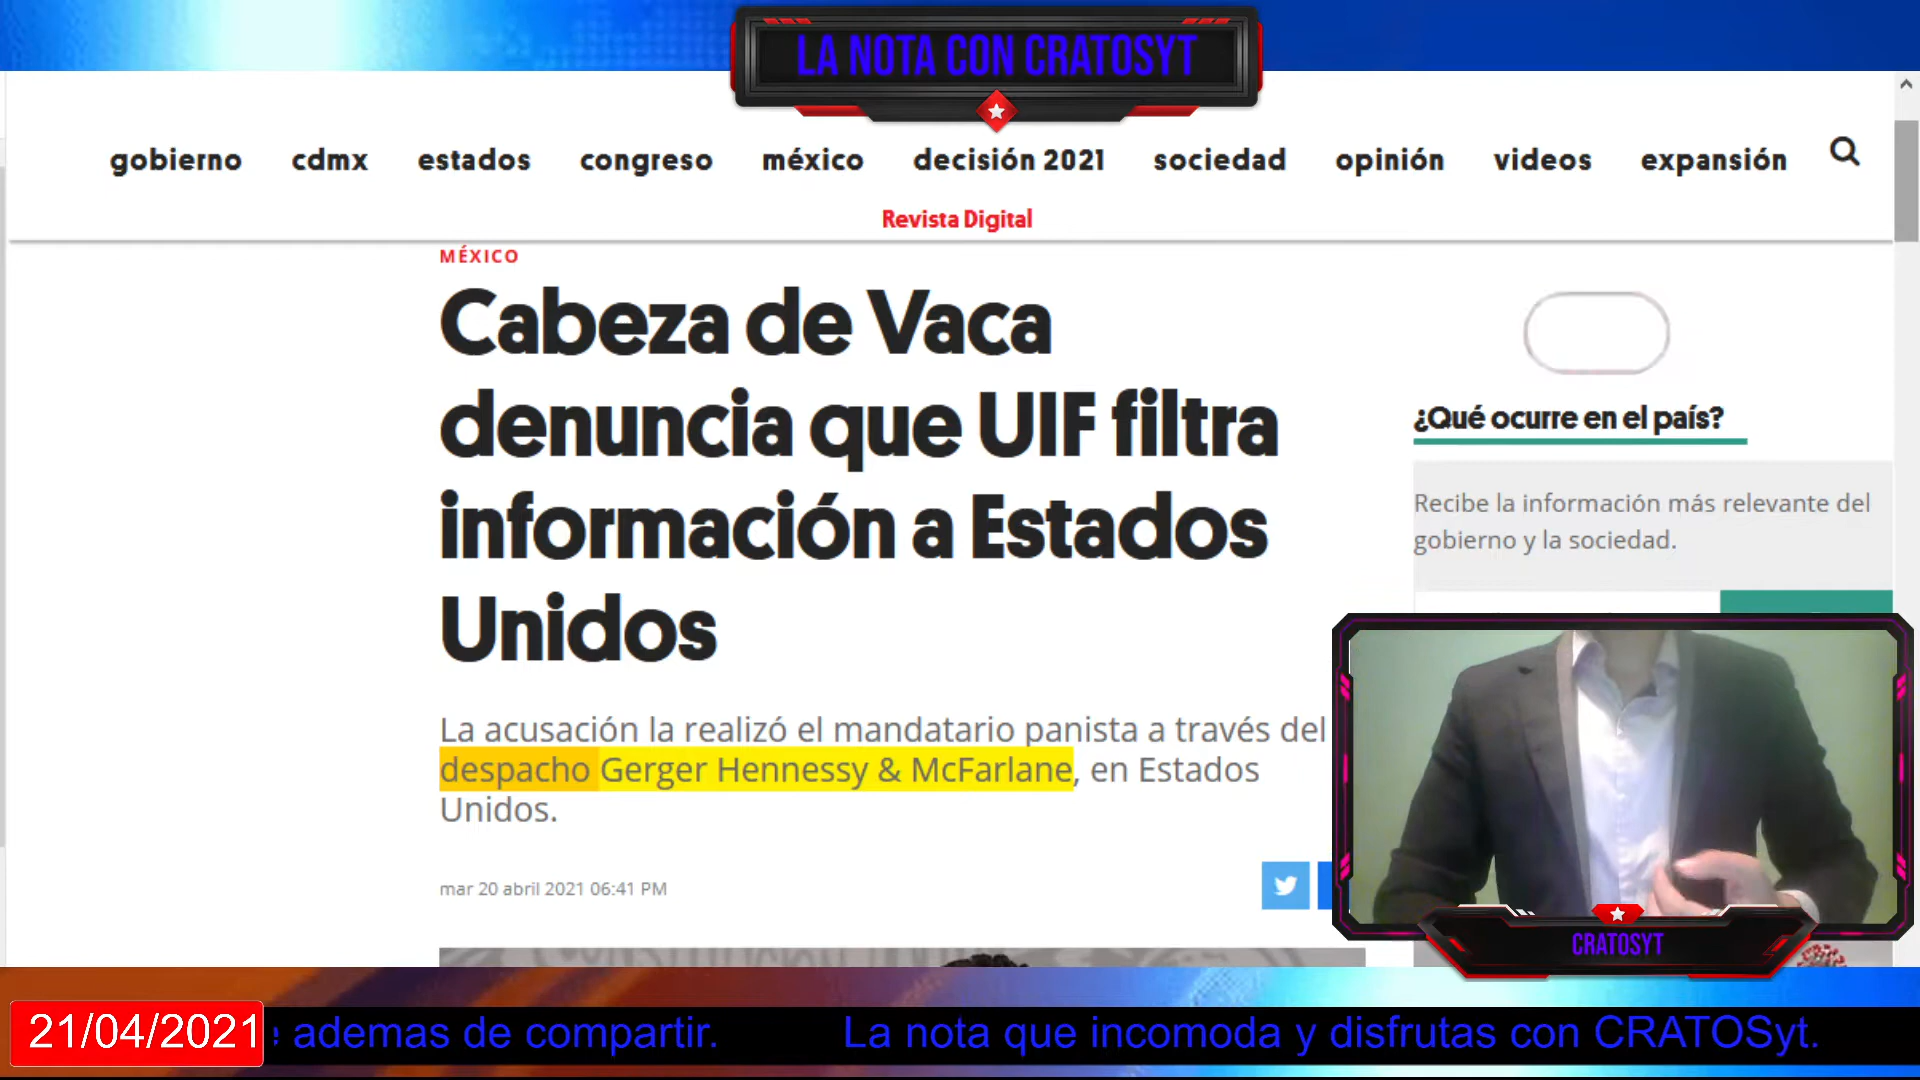 LA NOTA CON CRATOSYT
gobierno cdmx estados congreso méxico decisión 2021 sociedad opinión videos expansión
Revista Digital
MÉXICO
Cabeza de Vaca
denuncia que UIF filtra
información a Estados
Unidos
La acusación la realizó el mandatario panista a través del
despacho Gerger Hennessy & McFarlane, en Estados
Unidos.
mar 20 abril 2021 06:41 PM
¿Qué ocurre en el país?
Recibe la información más relevante del
gobierno y la sociedad.
CRATOSYT
21/04/2021 ademas de compartir. La nota que incomoda y disfrutas con CRATOSyt.